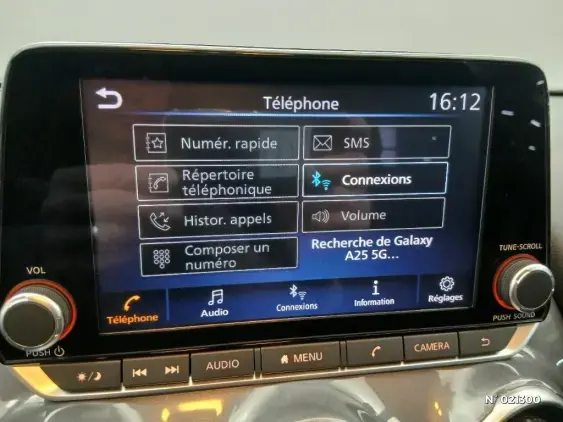 Téléphone
16:12
Numér. rapide
SMS
Répertoire
téléphonique
Connexions
Histor. appels
Volume
Composer un
numéro
Recherche de Galaxy
A25 5G...
Téléphone
Audio
Connexions
Information
Réglages
VOL
PUSH
TUNE-SCROLL
PUSH SOUND
AUDIO
MENU
CAMERA
N° 021300